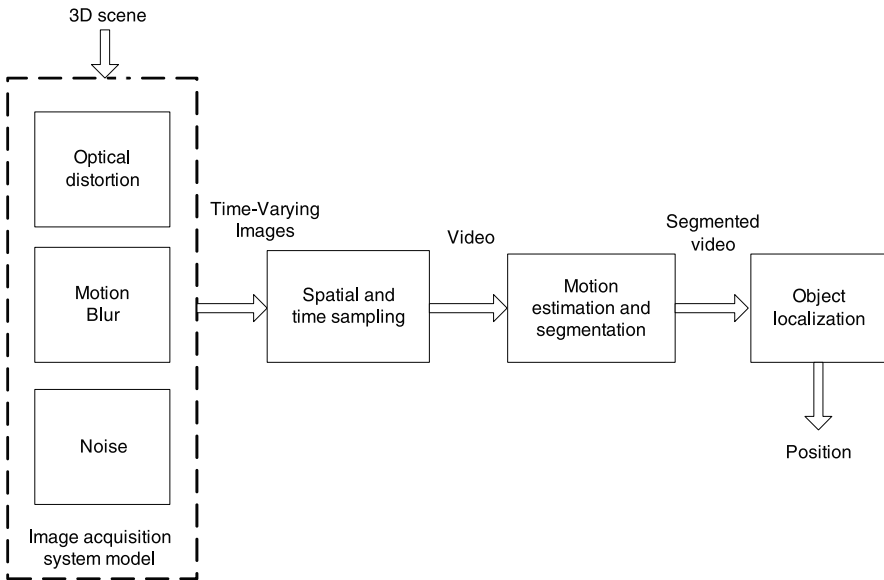 3D scene
Optical
distortion
Motion
Blur
Noise
Image acquisition
system model
Time-Varying
Images
Spatial and
time sampling
Video
Motion
estimation and
segmentation
Segmented
video
Object
localization
Position